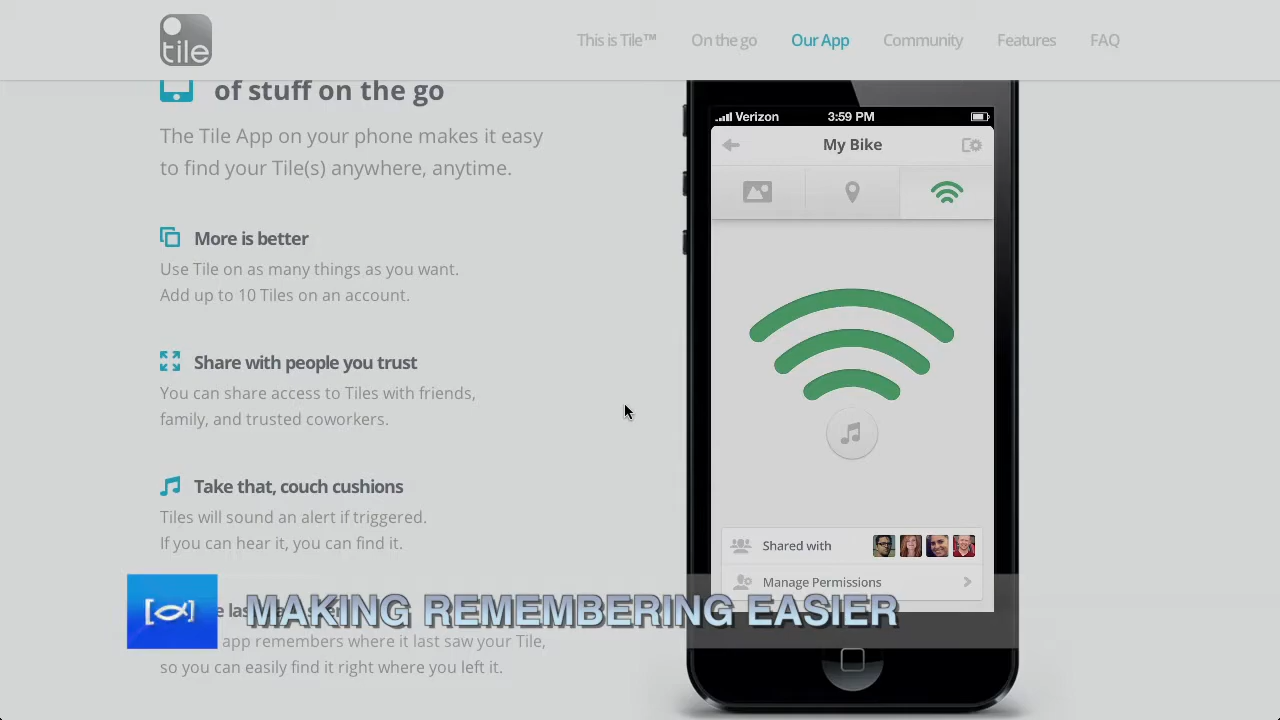 tile
This is Tile™ On the go Our App Community Features FAQ
of stuff on the go
The Tile App on your phone makes it easy
to find your Tile(s) anywhere, anytime.
More is better
Use Tile on as many things as you want.
Add up to 10 Tiles on an account.
Share with people you trust
You can share access to Tiles with friends,
family, and trusted coworkers.
Take that, couch cushions
Tiles will sound an alert if triggered.
If you can hear it, you can find it.
app remembers where it last saw your Tile,
so you can easily find it right where you left it.
Verizon 3:59 PM
My Bike
Shared with
Manage Permissions
MAKING REMEMBERING EASIER